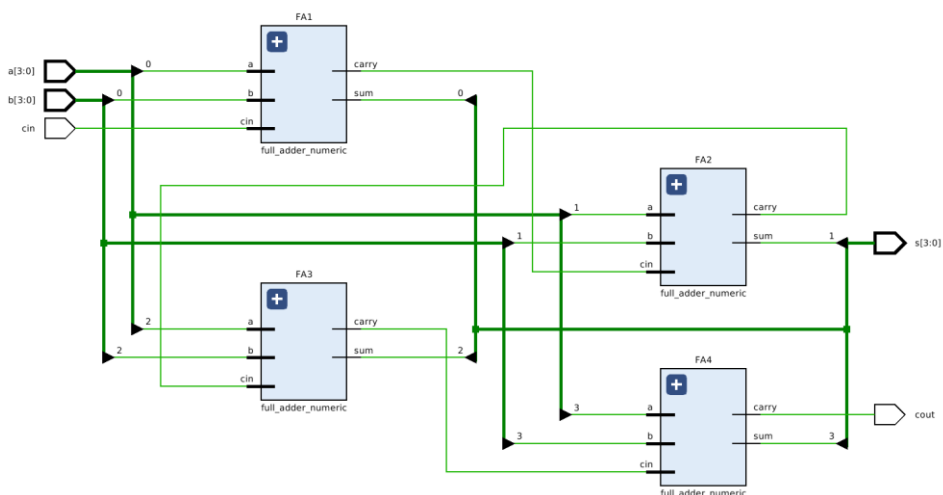 FA1
a[3:0]
0
a
carry
b[3:0]
0
b
sum
0
cin
cin
full_adder_numeric
FA2
1
a
carry
1
b
sum
1
s[3:0]
cin
full_adder_numeric
FA3
2
a
carry
2
b
sum
2
cin
full_adder_numeric
FA4
3
a
carry
cout
3
b
sum
3
cin
full_adder_numeric